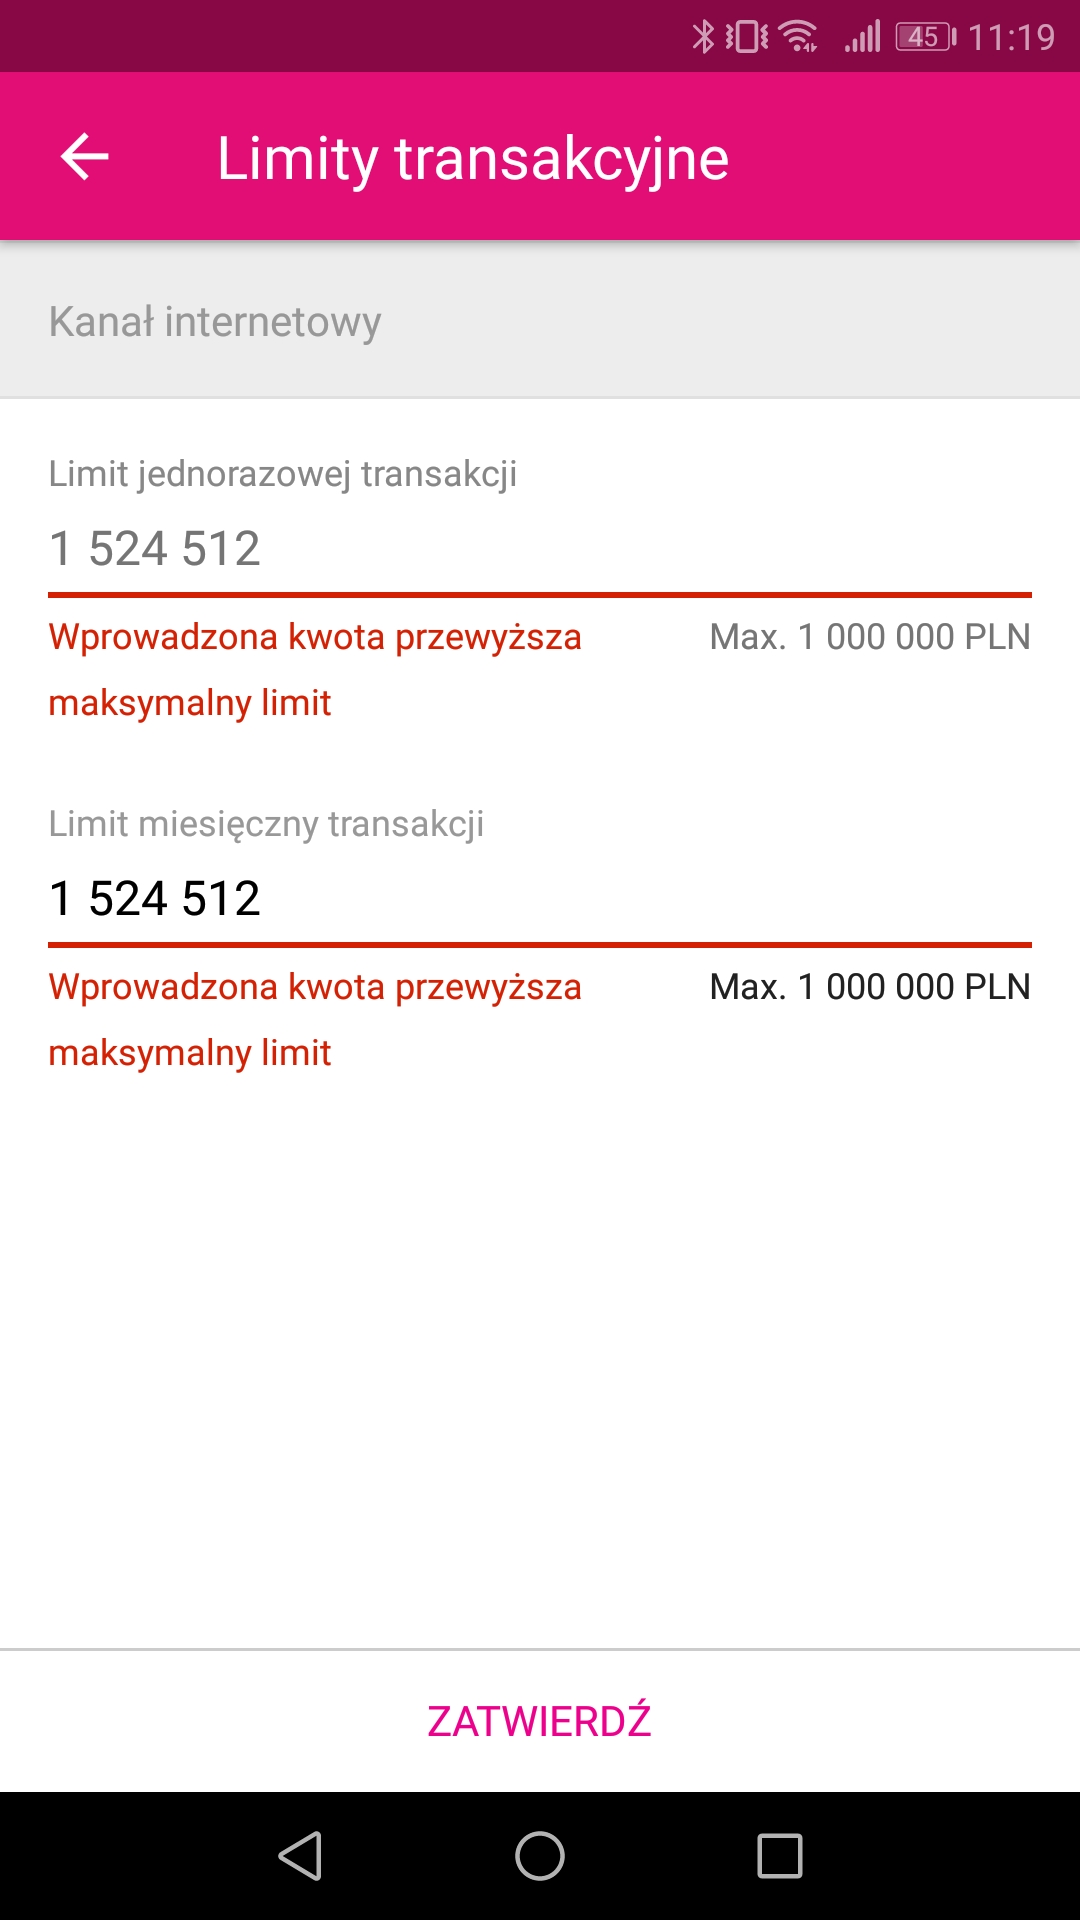 45 11:19
Limity transakcyjne
Kanał internetowy
Limit jednorazowej transakcji
1 524 512
Wprowadzona kwota przewyższa Max. 1 000 000 PLN
maksymalny limit
Limit miesięczny transakcji
1 524 512
Wprowadzona kwota przewyższa Max. 1 000 000 PLN
maksymalny limit
ZATWIERDŹ